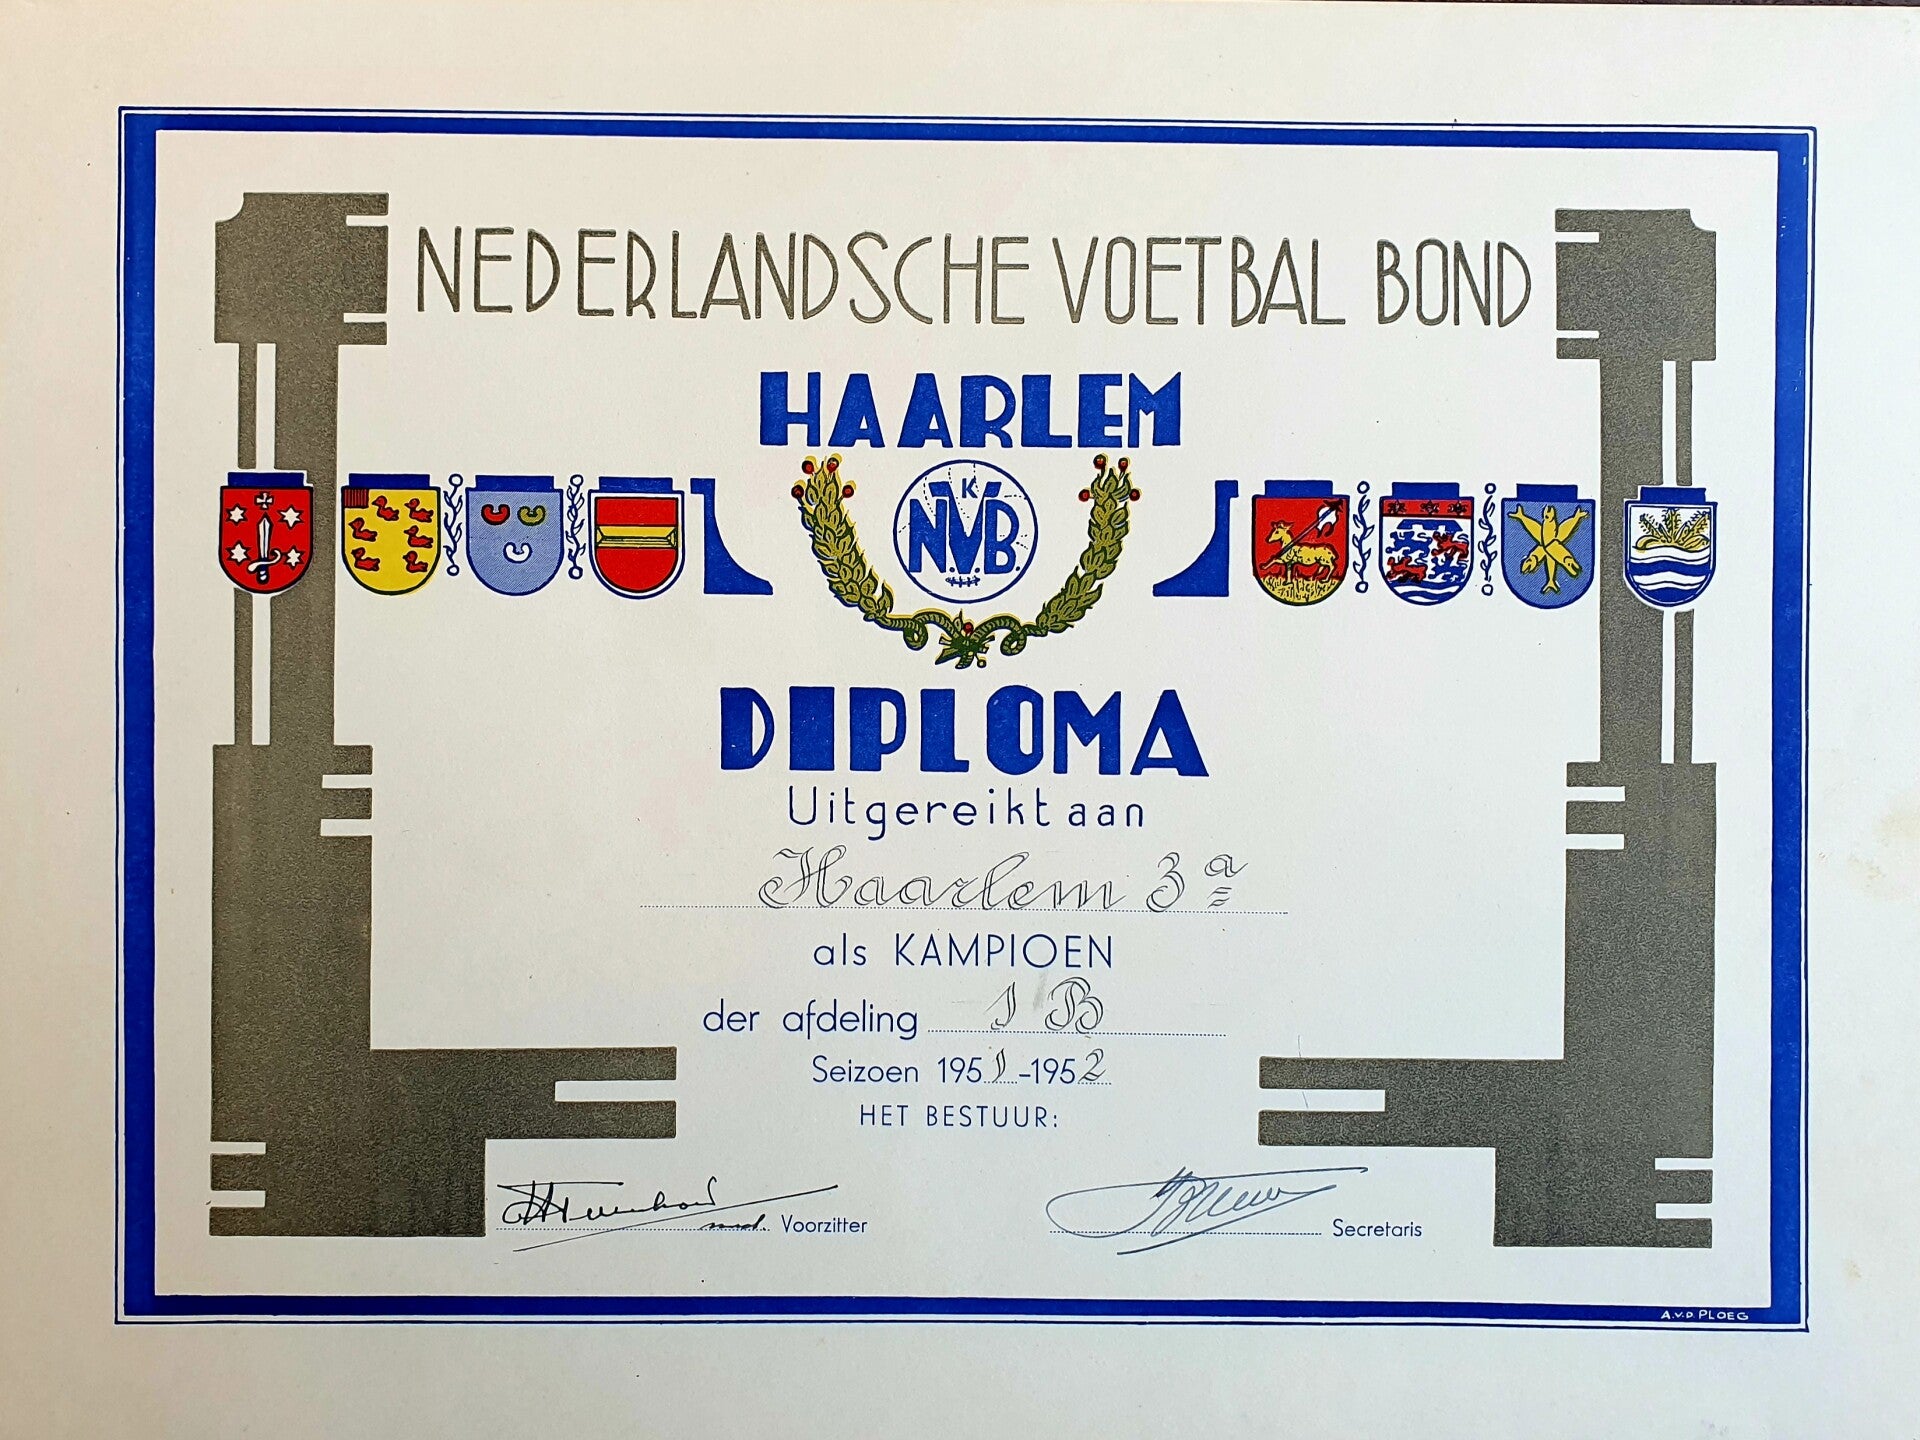 NEDERLANDSCHE VOETBAL BOND
HAARLEM
K
N.V.B.
DIPLOMA
Uitgereikt aan
Haarlem 3a
als KAMPIOEN
der afdeling 1 B
Seizoen 1951-1952
HET BESTUUR:
Voorzitter
Secretaris
A.V.D. PLOEG